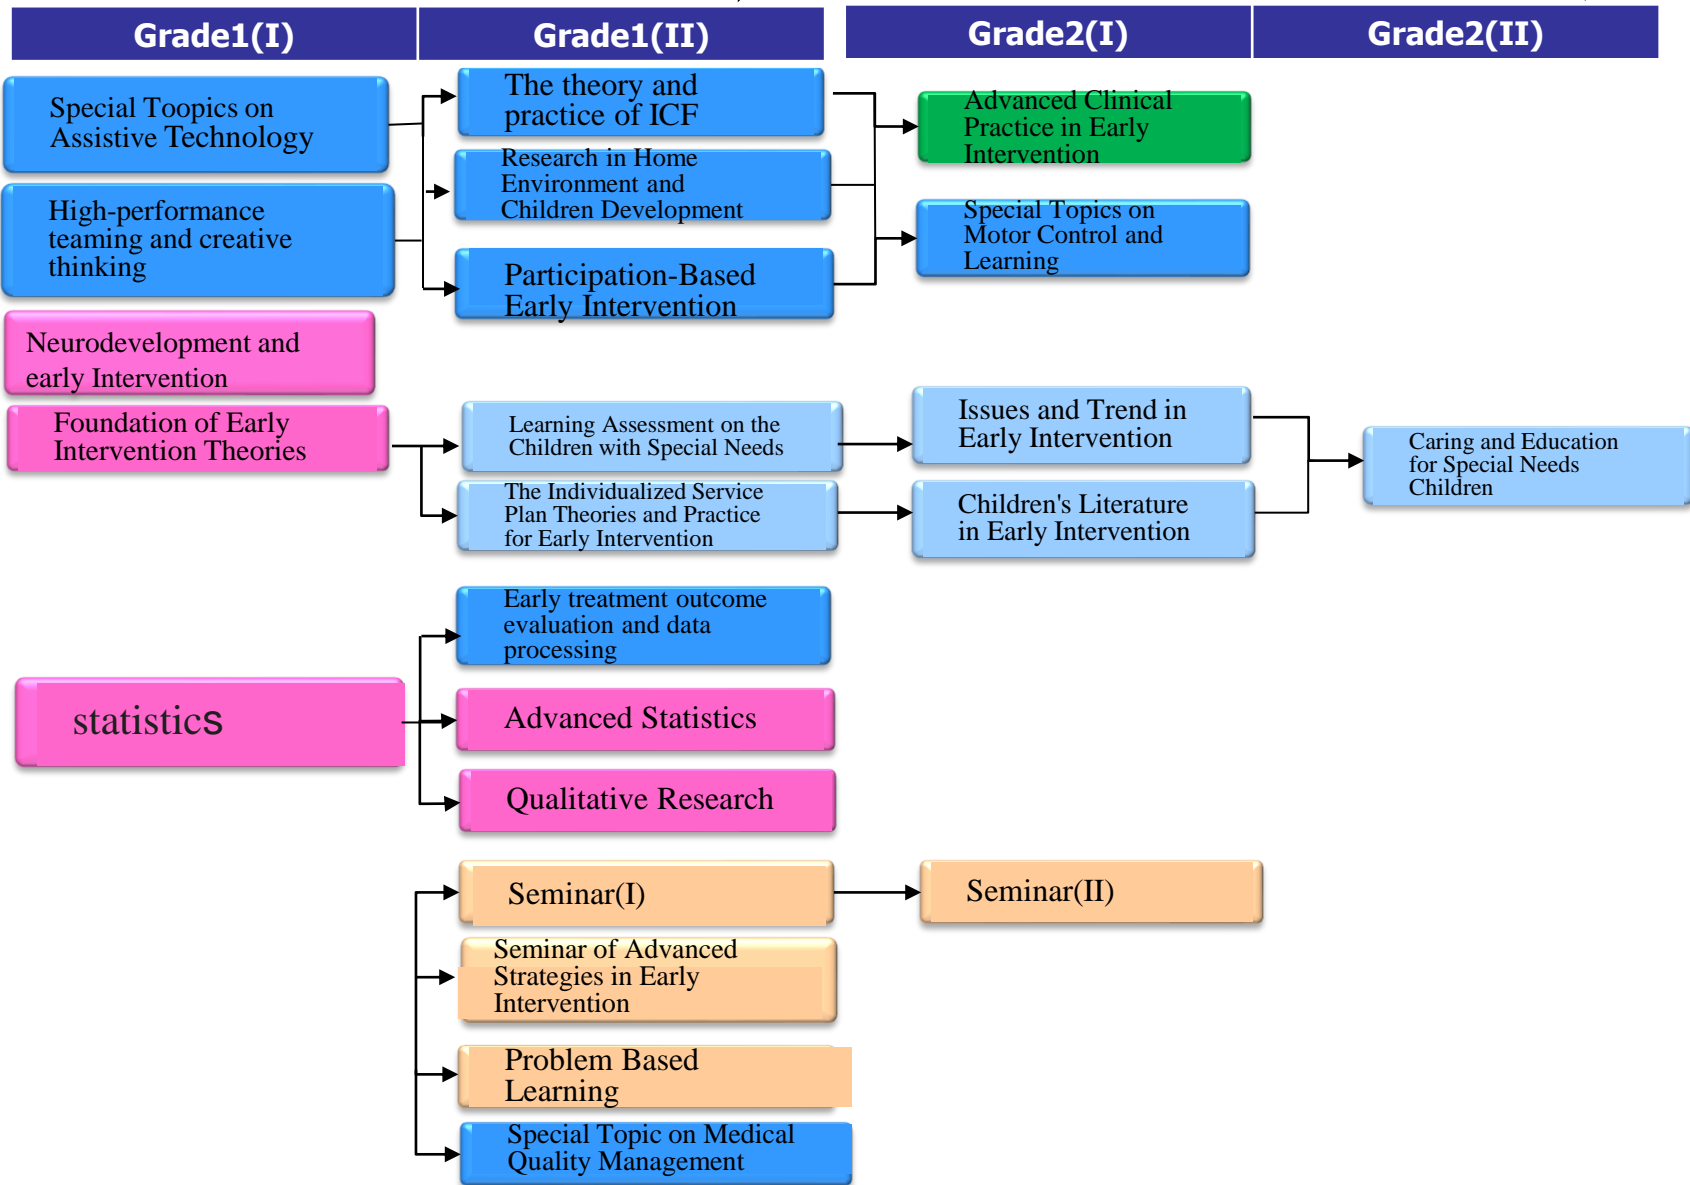 Grade1(I)
Grade1(II)
Grade2(I)
Grade2(II)
Special Toopics on
Assistive Technology
High-performance
teaming and creative
thinking
Neurodevelopment and
early Intervention
Foundation of Early
Intervention Theories
statistics
The theory and
practice of ICF
Research in Home
Environment and
Children Development
Participation-Based
Early Intervention
Learning Assessment on the
Children with Special Needs
The Individualized Service
Plan Theories and Practice
for Early Intervention
Early treatment outcome
evaluation and data
processing
Advanced Statistics
Qualitative Research
Seminar(I)
Seminar of Advanced
Strategies in Early
Intervention
Problem Based
Learning
Special Topic on Medical
Quality Management
Advanced Clinical
Practice in Early
Intervention
Special Topics on
Motor Control and
Learning
Issues and Trend in
Early Intervention
Children's Literature
in Early Intervention
Seminar(II)
Caring and Education
for Special Needs
Children